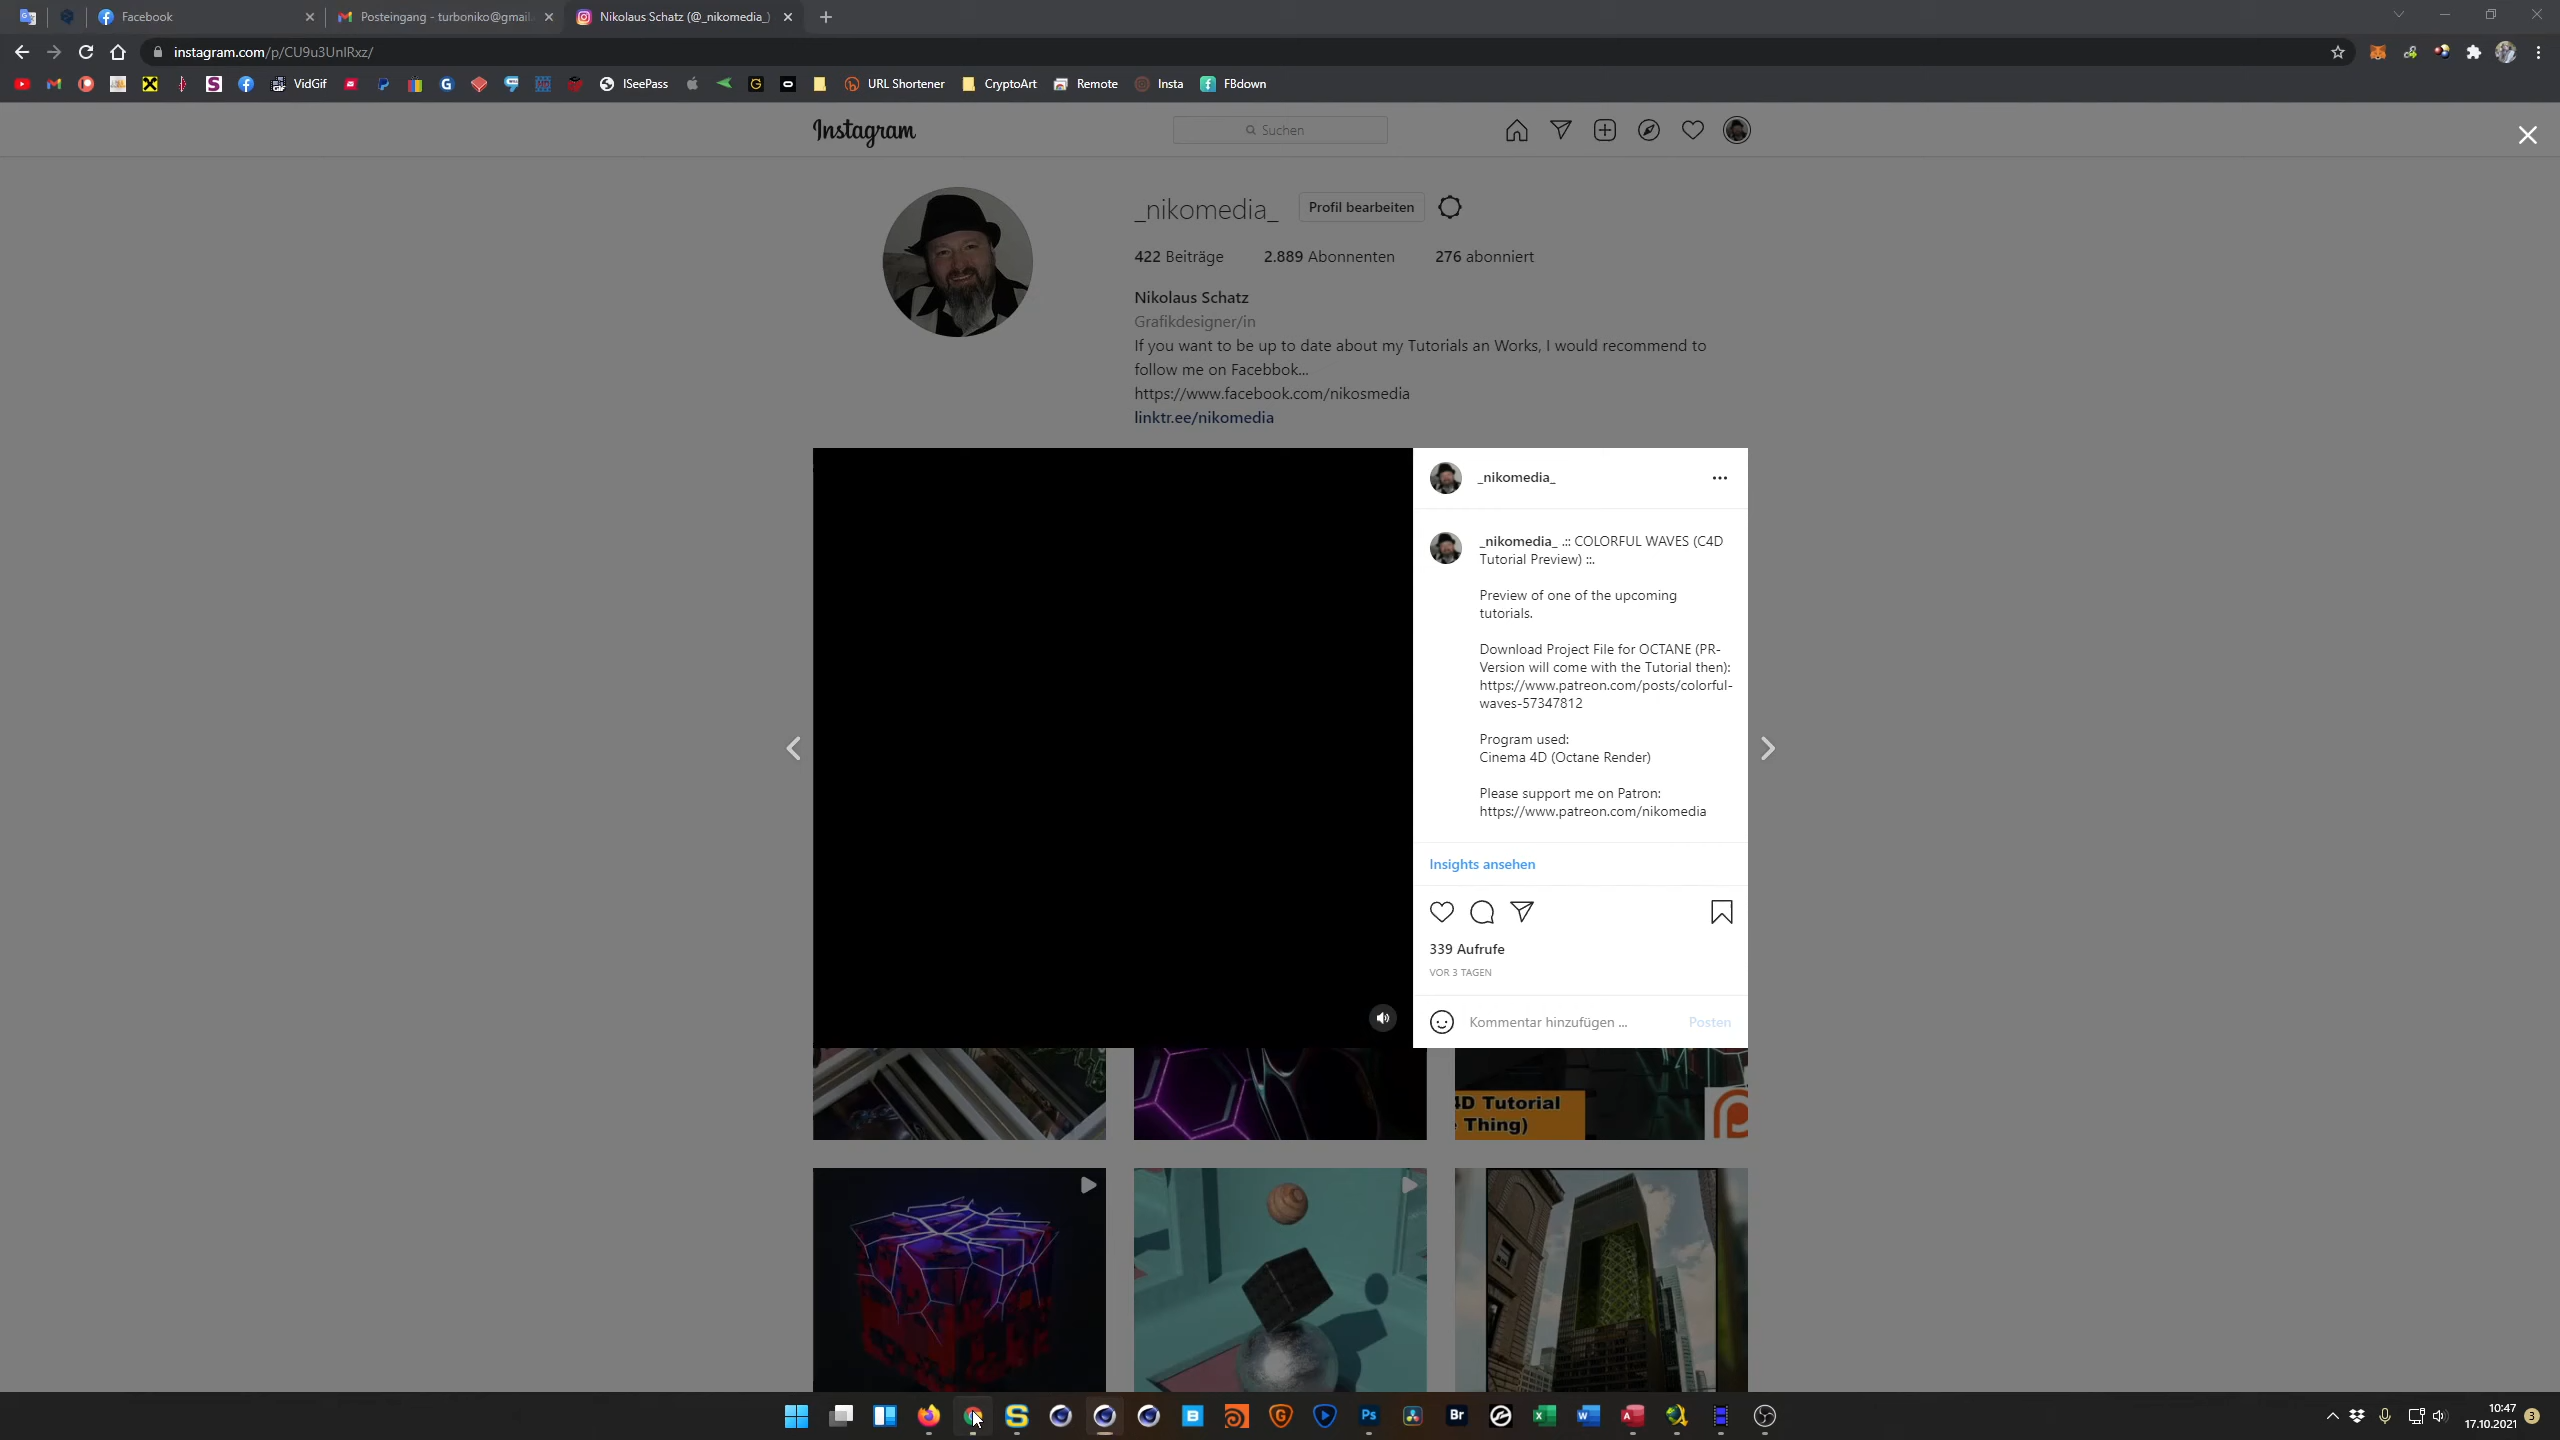 Facebook
Posteingang - turboniko@gmail.
Nikolaus Schatz (@_nikomedia_)
instagram.com/p/CU9u3UnIRxz/
VidGif
ISeePass
URL Shortener
CryptoArt
Remote
Insta
FBdown
Instagram
Suchen
_nikomedia_
Profil bearbeiten
422 Beiträge
2.889 Abonnenten
276 abonniert
Nikolaus Schatz
Grafikdesigner/in
If you want to be up to date about my Tutorials an Works, I would recommend to
follow me on Facebbok...
https://www.facebook.com/nikosmedia
linktr.ee/nikomedia
_nikomedia_
_nikomedia_ .:: COLORFUL WAVES (C4D
Tutorial Preview) ::.
Preview of one of the upcoming
tutorials.
Download Project File for OCTANE (PR-
Version will come with the Tutorial then):
https://www.patreon.com/posts/colorful-
waves-57347812
Program used:
Cinema 4D (Octane Render)
Please support me on Patron:
https://www.patreon.com/nikomedia
Insights ansehen
339 Aufrufe
VOR 3 TAGEN
Kommentar hinzufügen ...
Posten
4D Tutorial
Thing)
Ps
Br
10:47
17.10.2021
3